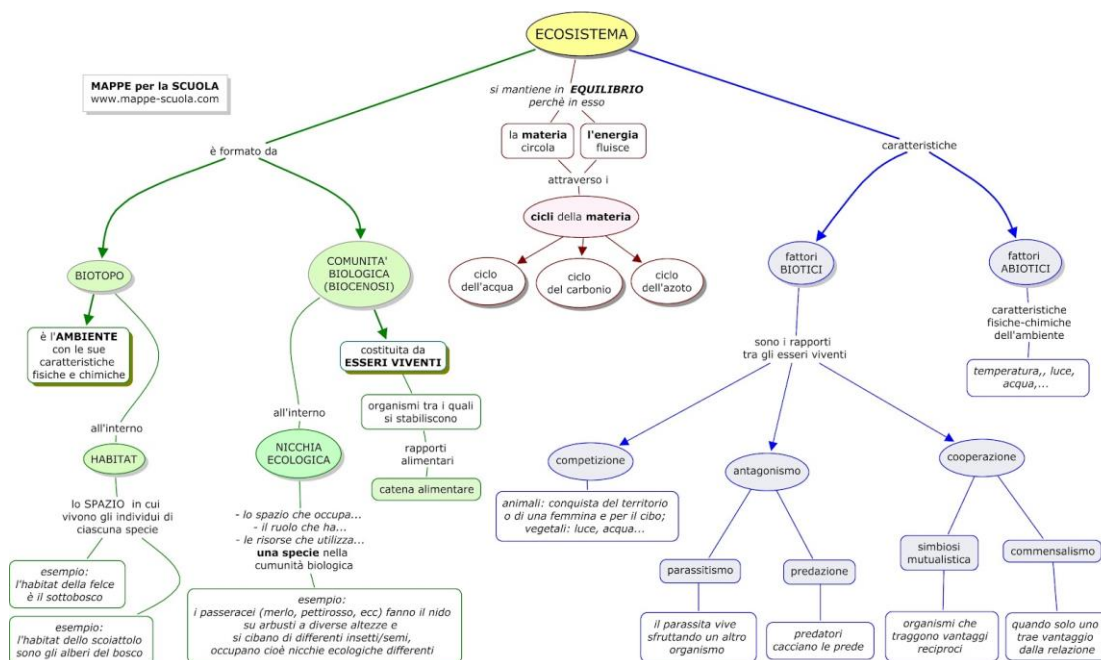 ECOSISTEMA
MAPPE per la SCUOLA
www.mappe-scuola.com
si mantiene in EQUILIBRIO
perchè in esso
la materia
circola
l'energia
fluisce
attraverso i
cicli della materia
ciclo
dell'acqua
ciclo
del carbonio
ciclo
dell'azoto
è formato da
BIOTOPO
è l'AMBIENTE
con le sue
caratteristiche
fisiche e chimiche
all'interno
HABITAT
lo SPAZIO in cui
vivono gli individui di
ciascuna specie
esempio:
l'habitat della felce
è il sottobosco
esempio:
l'habitat dello scoiattolo
sono gli alberi del bosco
COMUNITA'
BIOLOGICA
(BIOCENOSI)
costituita da
ESSERI VIVENTI
organismi tra i quali
si stabiliscono
rapporti
alimentari
catena alimentare
all'interno
NICCHIA
ECOLOGICA
- lo spazio che occupa...
- il ruolo che ha...
- le risorse che utilizza...
una specie nella
cumunità biologica
esempio:
i passeracei (merlo, pettirosso, ecc) fanno il nido
su arbusti a diverse altezze e
si cibano di differenti insetti/semi,
occupano cioè nicchie ecologiche differenti
caratteristiche
fattori
BIOTICI
sono i rapporti
tra gli esseri viventi
competizione
animali: conquista del territorio
o di una femmina e per il cibo;
vegetali: luce, acqua...
antagonismo
parassitismo
il parassita vive
sfruttando un altro
organismo
predazione
predatori
cacciano le prede
cooperazione
simbiosi
mutualistica
organismi che
traggono vantaggi
reciproci
commensalismo
quando solo uno
trae vantaggio
dalla relazione
fattori
ABIOTICI
caratteristiche
fisiche-chimiche
dell'ambiente
temperatura,, luce,
acqua,...